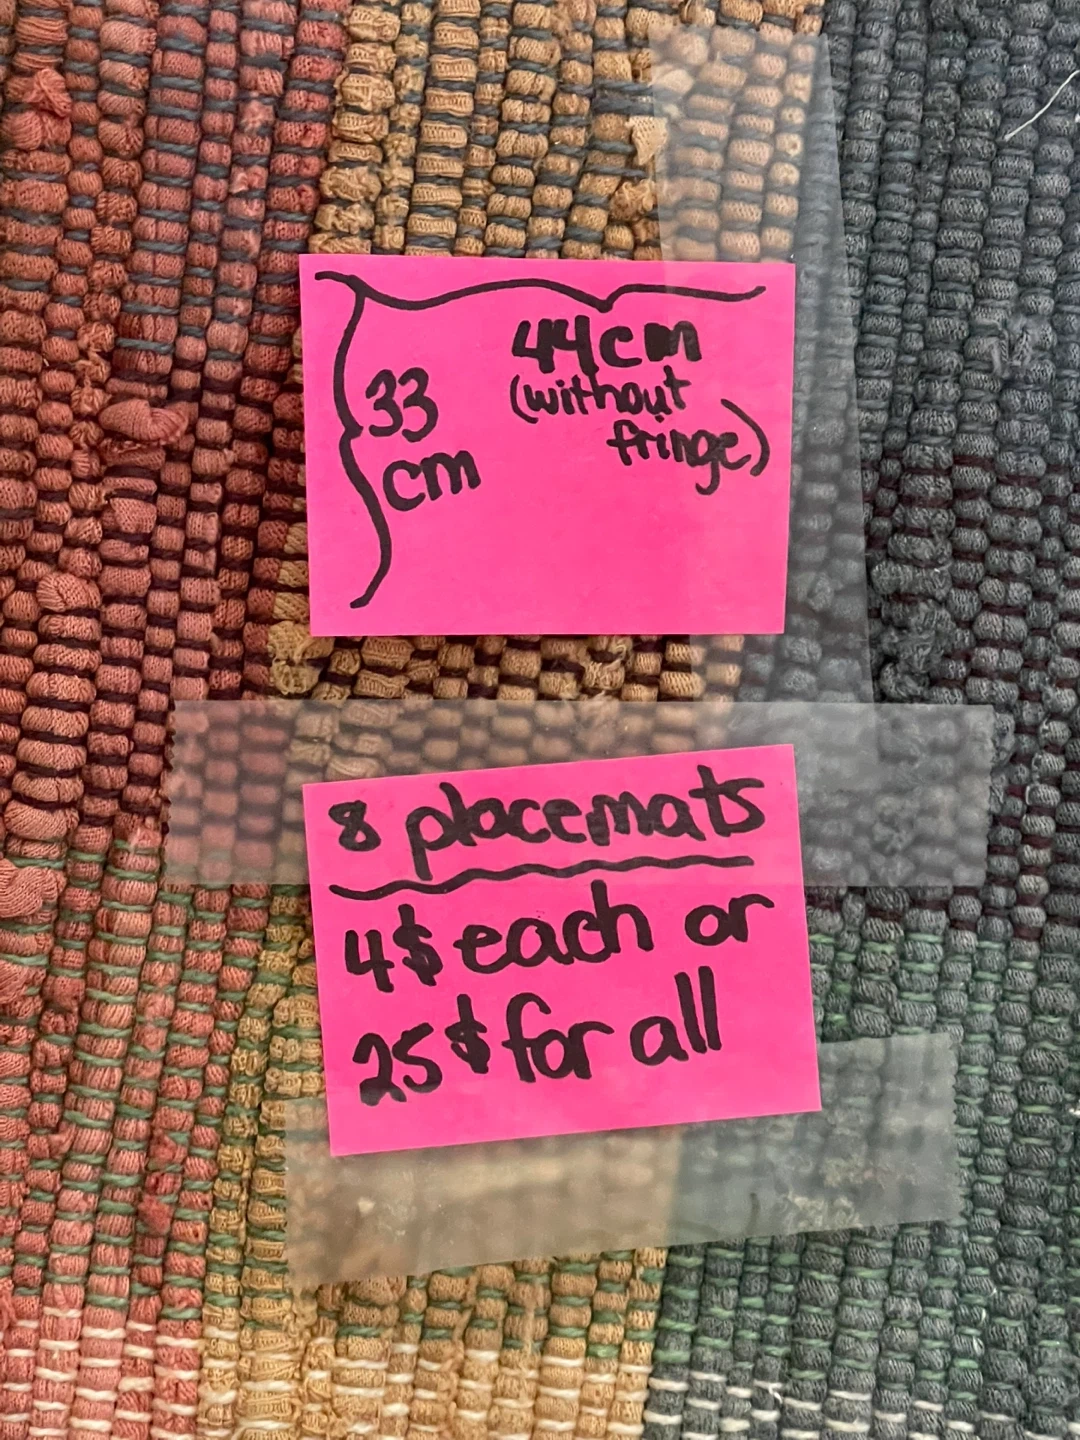 44cm
(without
fringe)
33
cm
8 placemats
4$ each or
25$ for all